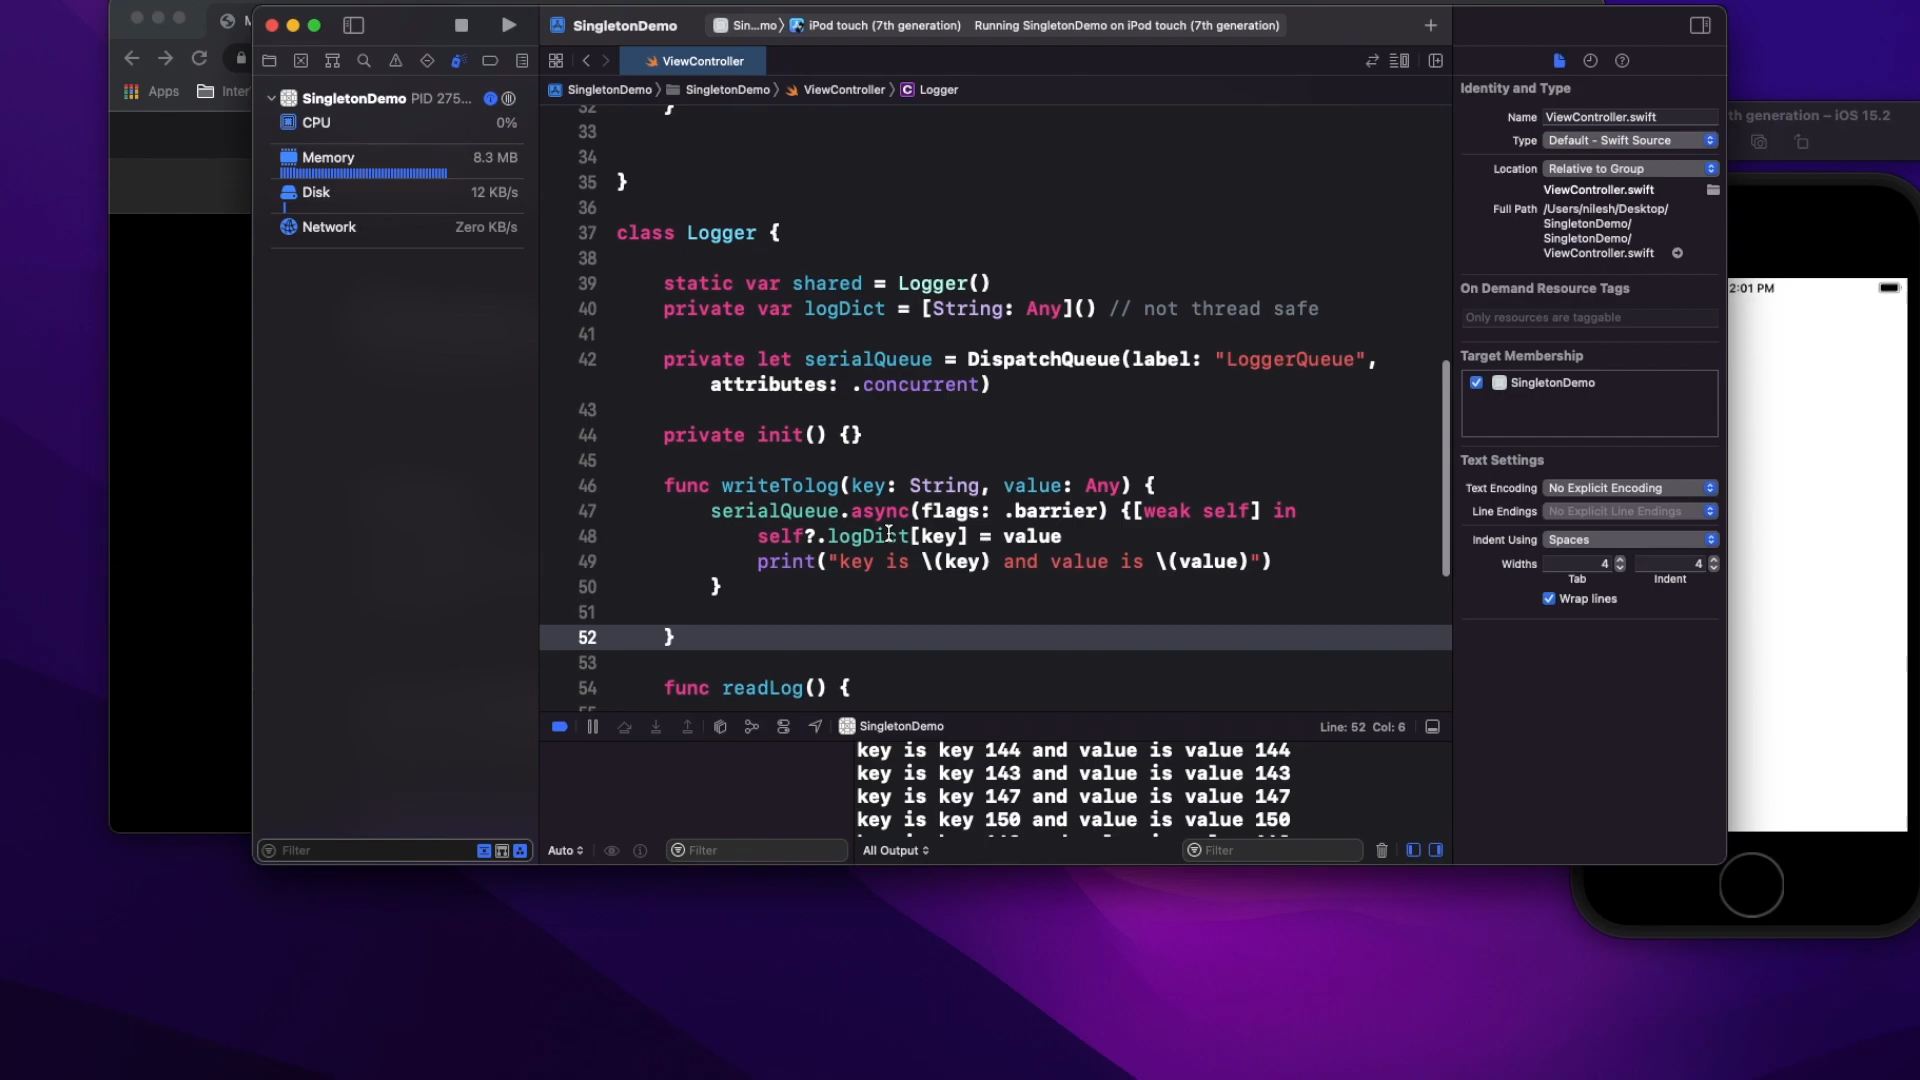 SingletonDemo
Sin...mo
iPod touch (7th generation)
Running SingletonDemo on iPod touch (7th generation)
Apps
ViewController
SingletonDemo
SingletonDemo
ViewController
C Logger
SingletonDemo PID 275...
CPU 0%
Memory 8.3 MB
Disk 12 KB/s
Network Zero KB/s
Filter
32 }
33
34
35 }
36
37 class Logger {
38
39 static var shared = Logger()
40 private var logDict = [String: Any]() // not thread safe
41
42 private let serialQueue = DispatchQueue(label: "LoggerQueue",
attributes: .concurrent)
43
44 private init() {}
45
46 func writeTolog(key: String, value: Any) {
47 serialQueue.async(flags: .barrier) {[weak self] in
48 self?.logDict[key] = value
49 print("key is \(key) and value is \(value)")
50 }
51
52 }
53
54 func readLog() {
55
SingletonDemo
Line: 52 Col: 6
key is key 144 and value is value 144
key is key 143 and value is value 143
key is key 147 and value is value 147
key is key 150 and value is value 150
Auto
Filter
All Output
Filter
Identity and Type
Name ViewController.swift
Type Default - Swift Source
Location Relative to Group
ViewController.swift
Full Path /Users/nilesh/Desktop/
SingletonDemo/
SingletonDemo/
ViewController.swift
On Demand Resource Tags
Only resources are taggable
Target Membership
SingletonDemo
Text Settings
Text Encoding No Explicit Encoding
Line Endings No Explicit Line Endings
Indent Using Spaces
Widths 4 4
Tab Indent
Wrap lines
th generation – iOS 15.2
2:01 PM